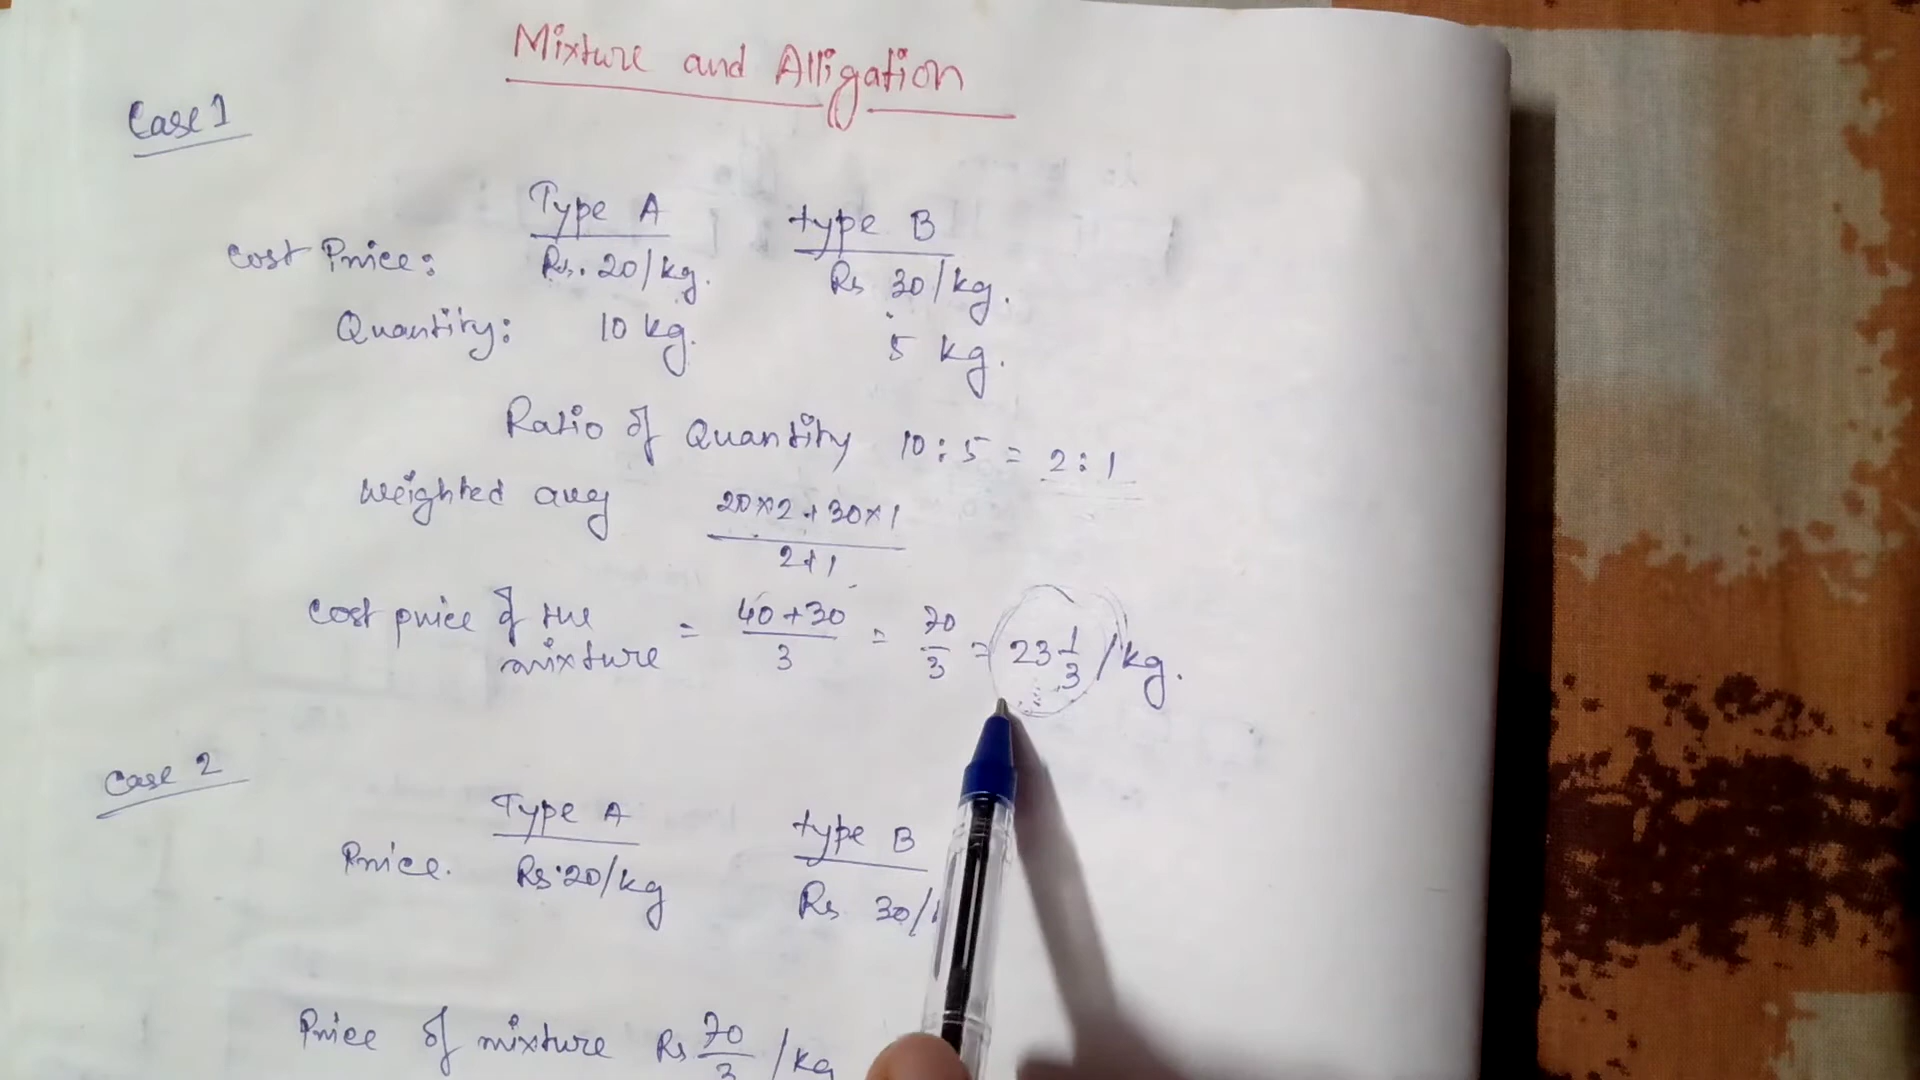 Mixture and Alligation
Case 1
Type A type B
Cost Price: Rs. 20/kg. Rs 30/kg.
Quantity: 10 kg. 5 kg.
Ratio of Quantity 10:5 = 2:1
Weighted avg 20×2+30×1
2+1
Cost price of the mixture = 40+30/3 = 70/3 = 23 1/3 /kg.
Case 2
Type A type B
Price. Rs.20/kg Rs 30/
Price of mixture Rs 70/3 /kg